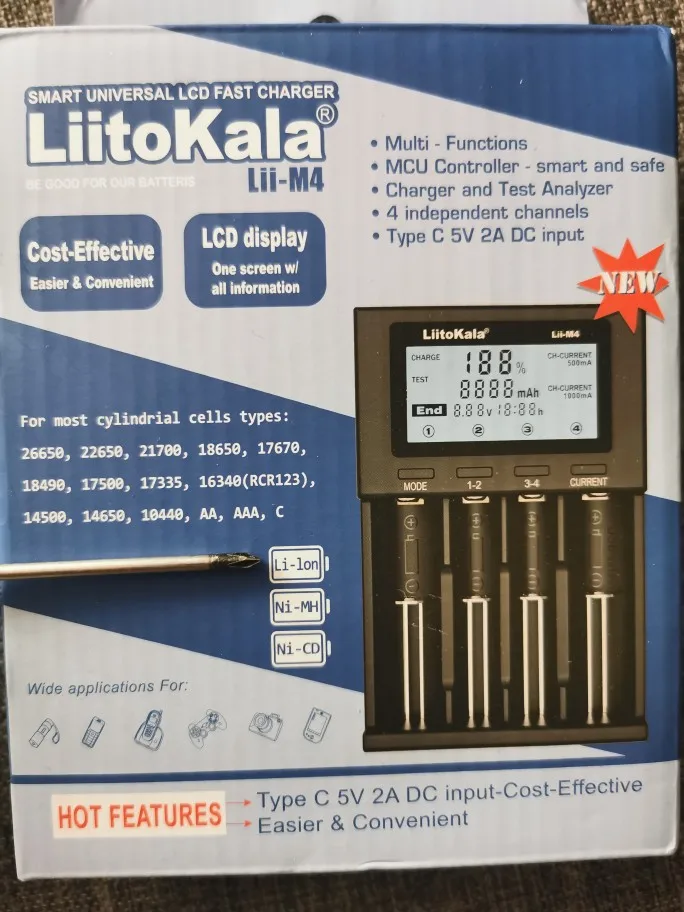 SMART UNIVERSAL LCD FAST CHARGER
LiitoKala®
Lii-M4
BE GOOD FOR OUR BATTERIS
• Multi - Functions
• MCU Controller - smart and safe
• Charger and Test Analyzer
• 4 independent channels
• Type C 5V 2A DC input
Cost-Effective
Easier & Convenient
LCD display
One screen w/
all information
NEW
LiitoKala® Lii-M4
CHARGE 188% CH-CURRENT
500mA
TEST 8888 mAh CH-CURRENT
1000mA
End 8.88v 18:88h
① ② ③ ④
MODE 1-2 3-4 CURRENT
For most cylindrial cells types:
26650, 22650, 21700, 18650, 17670,
18490, 17500, 17335, 16340(RCR123),
14500, 14650, 10440, AA, AAA, C
Li-lon
Ni-MH
Ni-CD
Wide applications For:
HOT FEATURES
Type C 5V 2A DC input-Cost-Effective
Easier & Convenient